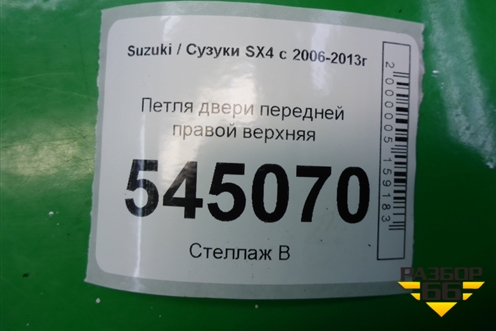 Suzuki / Сузуки SX4 с 2006-2013г
Петля двери передней
правой верхняя
545070
Стеллаж В
2000005159183
РАЗБОР
66